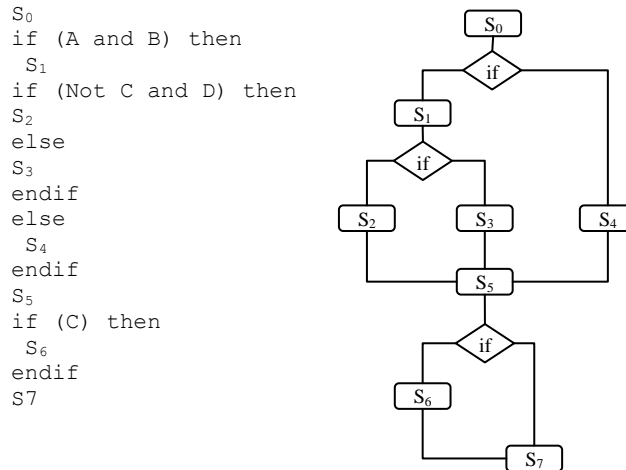 S₀
if (A and B) then
S₁
if (Not C and D) then
S₂
else
S₃
endif
else
S₄
endif
S₅
if (C) then
S₆
endif
S7
S₀
if
S₁
if
S₂
S₃
S₄
S₅
if
S₆
S₇